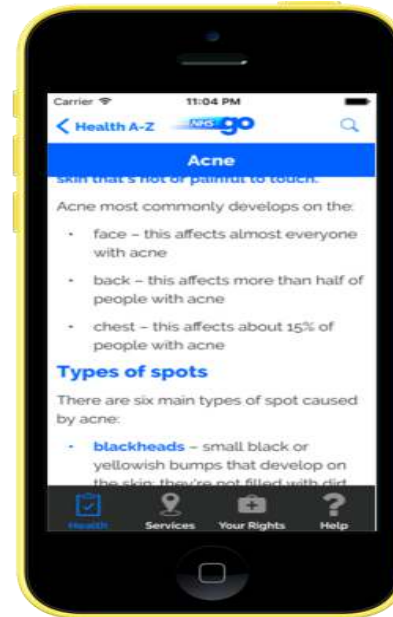 Carrier 11:04 PM
Health A-Z NHS go
Acne
skin that's hot or painful to touch.
Acne most commonly develops on the:
• face – this affects almost everyone
with acne
• back – this affects more than half of
people with acne
• chest – this affects about 15% of
people with acne
Types of spots
There are six main types of spot caused
by acne:
• blackheads – small black or
yellowish bumps that develop on
the skin; they're not filled with dirt
Health Services Your Rights Help